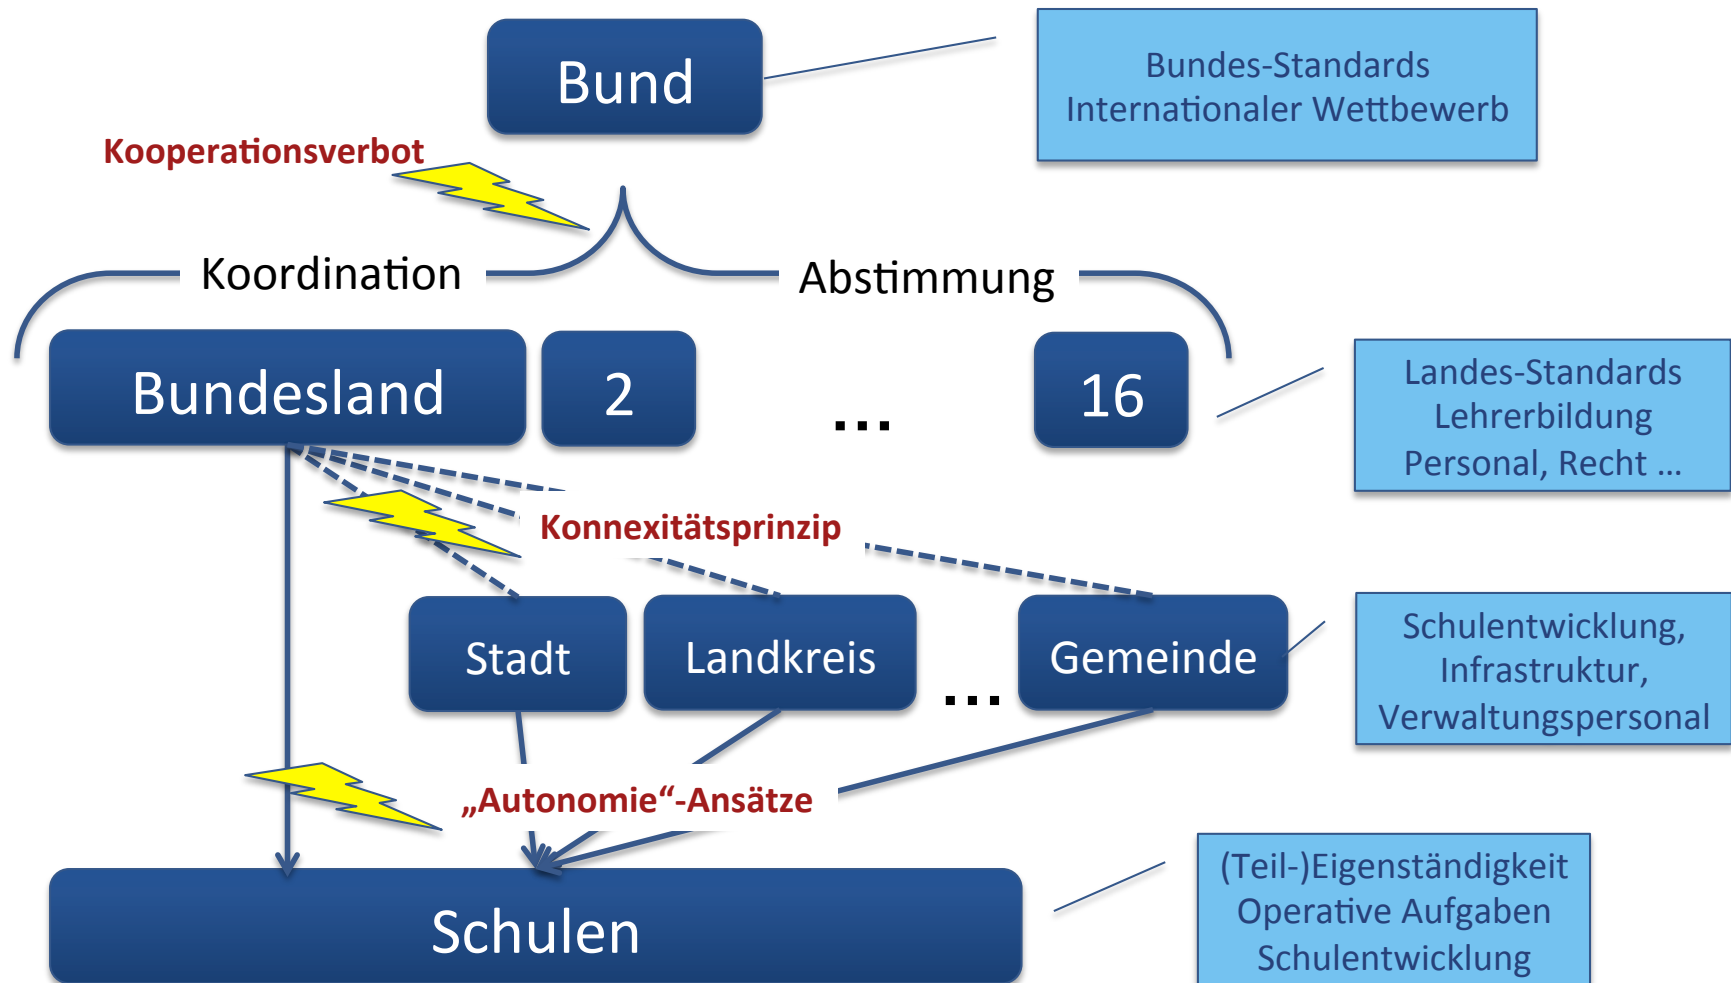 Bund
Bundes-Standards
Internationaler Wettbewerb
Kooperationsverbot
Koordination
Abstimmung
Bundesland
2
...
16
Landes-Standards
Lehrerbildung
Personal, Recht ...
Konnexitätsprinzip
Stadt
Landkreis
...
Gemeinde
Schulentwicklung,
Infrastruktur,
Verwaltungspersonal
„Autonomie“-Ansätze
Schulen
(Teil-)Eigenständigkeit
Operative Aufgaben
Schulentwicklung